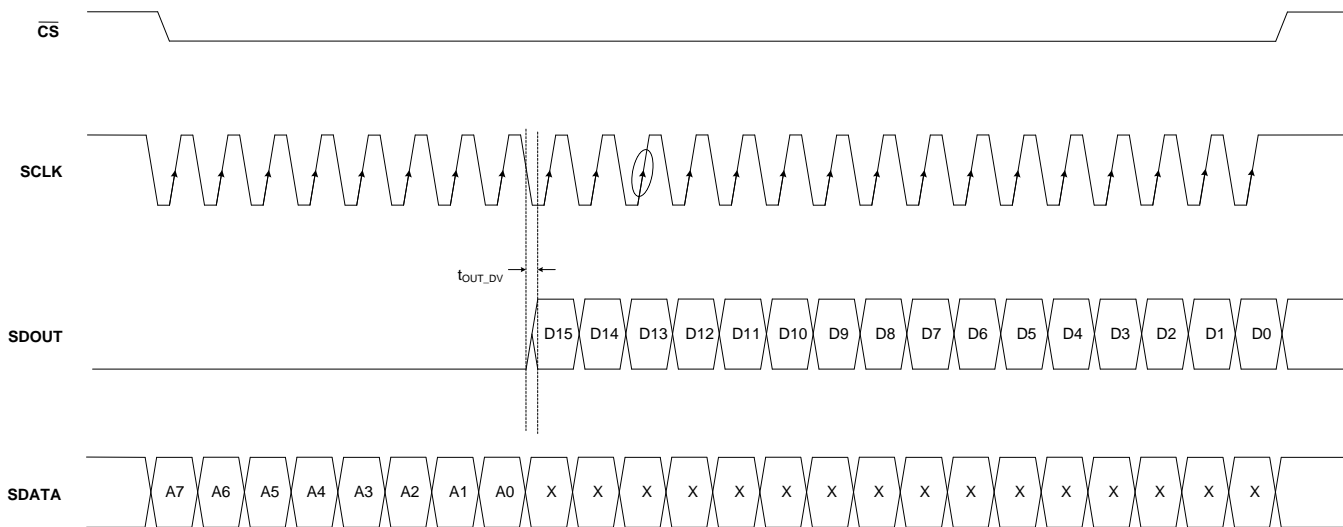 CS
SCLK
tOUT_DV
SDOUT
D15 D14 D13 D12 D11 D10 D9 D8 D7 D6 D5 D4 D3 D2 D1 D0
SDATA
A7 A6 A5 A4 A3 A2 A1 A0 X X X X X X X X X X X X X X X X